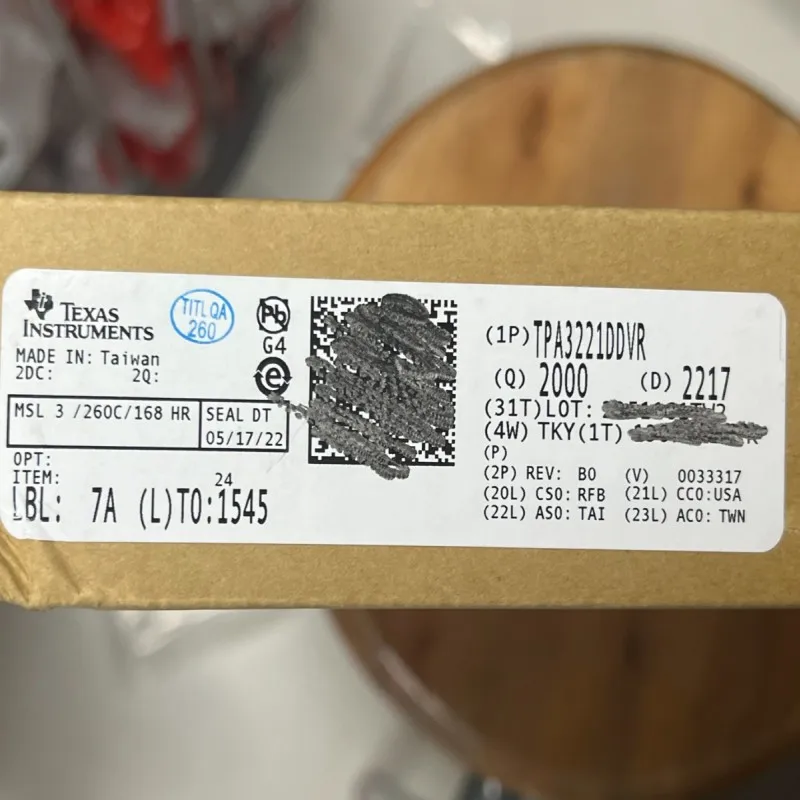 TEXAS INSTRUMENTS
TITL QA
260
Pb
G4
e
MADE IN: Taiwan
2DC: 2Q:
MSL 3 /260C/168 HR
SEAL DT
05/17/22
OPT:
ITEM: 24
LBL: 7A (L)TO:1545
(1P)TPA3221DDVR
(Q) 2000 (D) 2217
(31T)LOT:
(4W) TKY(1T)
(P)
(2P) REV: B0 (V) 0033317
(20L) CSO: RFB (21L) CCO:USA
(22L) ASO: TAI (23L) ACO: TWN